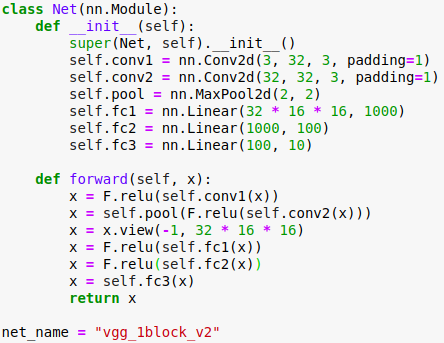 class Net(nn.Module):
    def __init__(self):
        super(Net, self).__init__()
        self.conv1 = nn.Conv2d(3, 32, 3, padding=1)
        self.conv2 = nn.Conv2d(32, 32, 3, padding=1)
        self.pool = nn.MaxPool2d(2, 2)
        self.fc1 = nn.Linear(32 * 16 * 16, 1000)
        self.fc2 = nn.Linear(1000, 100)
        self.fc3 = nn.Linear(100, 10)

    def forward(self, x):
        x = F.relu(self.conv1(x))
        x = self.pool(F.relu(self.conv2(x)))
        x = x.view(-1, 32 * 16 * 16)
        x = F.relu(self.fc1(x))
        x = F.relu(self.fc2(x))
        x = self.fc3(x)
        return x

net_name = "vgg_1block_v2"